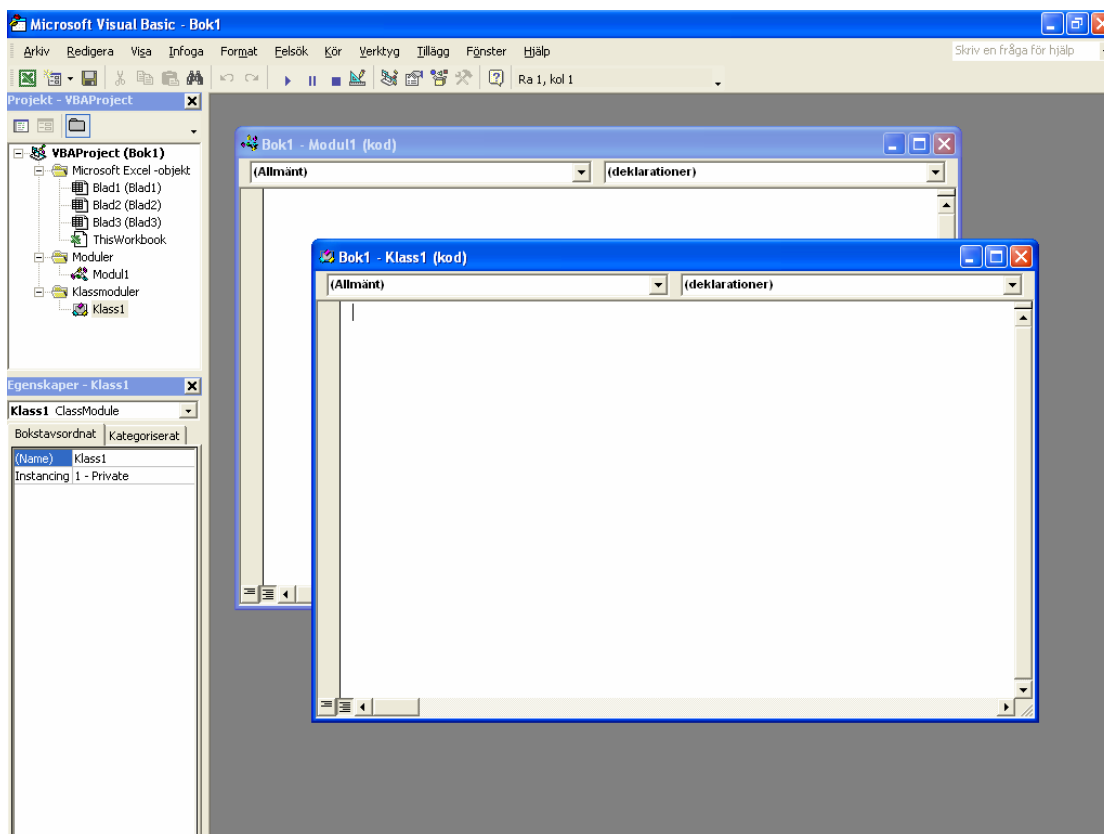 Microsoft Visual Basic - Bok1
Arkiv Redigera Visa Infoga Format Felsök Kör Verktyg Tillägg Fönster Hjälp
Skriv en fråga för hjälp
Ra 1, kol 1
Projekt - VBAProject
VBAProject (Bok1)
Microsoft Excel -objekt
Blad1 (Blad1)
Blad2 (Blad2)
Blad3 (Blad3)
ThisWorkbook
Moduler
Modul1
Klassmoduler
Klass1
Egenskaper - Klass1
Klass1 ClassModule
Bokstavsordnat Kategoriserat
(Name) Klass1
Instancing 1 - Private
Bok1 - Modul1 (kod)
(Allmänt) (deklarationer)
Bok1 - Klass1 (kod)
(Allmänt) (deklarationer)